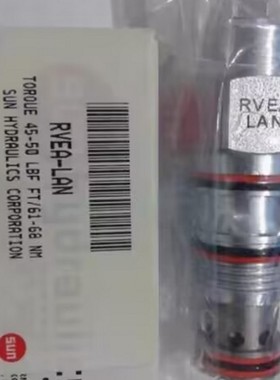 RVEA-LAN
TORQUE 45-50 LBF FT/61-68 NM
SUN HYDRAULICS CORPORATION
sun
RVEA
LAN